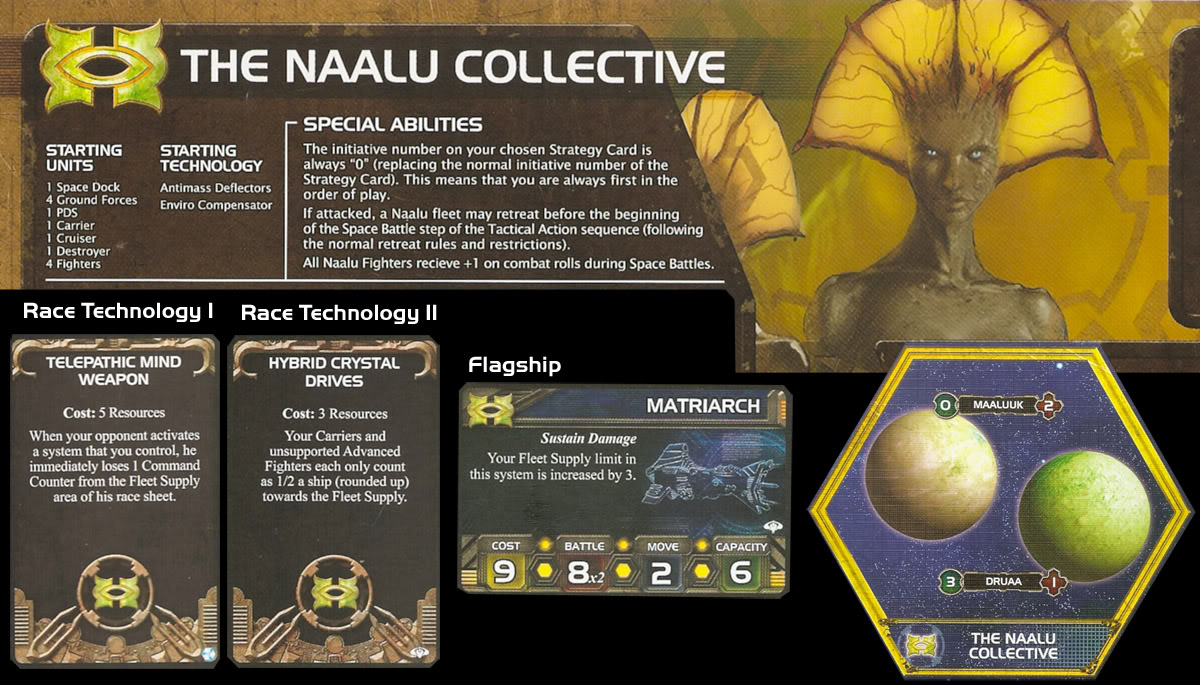 THE NAALU COLLECTIVE
STARTING
UNITS
1 Space Dock
4 Ground Forces
1 PDS
1 Carrier
1 Cruiser
1 Destroyer
4 Fighters
STARTING
TECHNOLOGY
Antimass Deflectors
Enviro Compensator
SPECIAL ABILITIES
The initiative number on your chosen Strategy Card is
always “0” (replacing the normal initiative number of the
Strategy Card). This means that you are always first in the
order of play.
If attacked, a Naalu fleet may retreat before the beginning
of the Space Battle step of the Tactical Action sequence (following
the normal retreat rules and restrictions).
All Naalu Fighters recieve +1 on combat rolls during Space Battles.
Race Technology I
TELEPATHIC MIND
WEAPON
Cost: 5 Resources
When your opponent activates
a system that you control, he
immediately loses 1 Command
Counter from the Fleet Supply
area of his race sheet.
Race Technology II
HYBRID CRYSTAL
DRIVES
Cost: 3 Resources
Your Carriers and
unsupported Advanced
Fighters each only count
as 1/2 a ship (rounded up)
towards the Fleet Supply.
Flagship
MATRIARCH
Sustain Damage
Your Fleet Supply limit in
this system is increased by 3.
COST BATTLE MOVE CAPACITY
9 8x2 2 6
0 MAALUUK 2
3 DRUAA 1
THE NAALU
COLLECTIVE